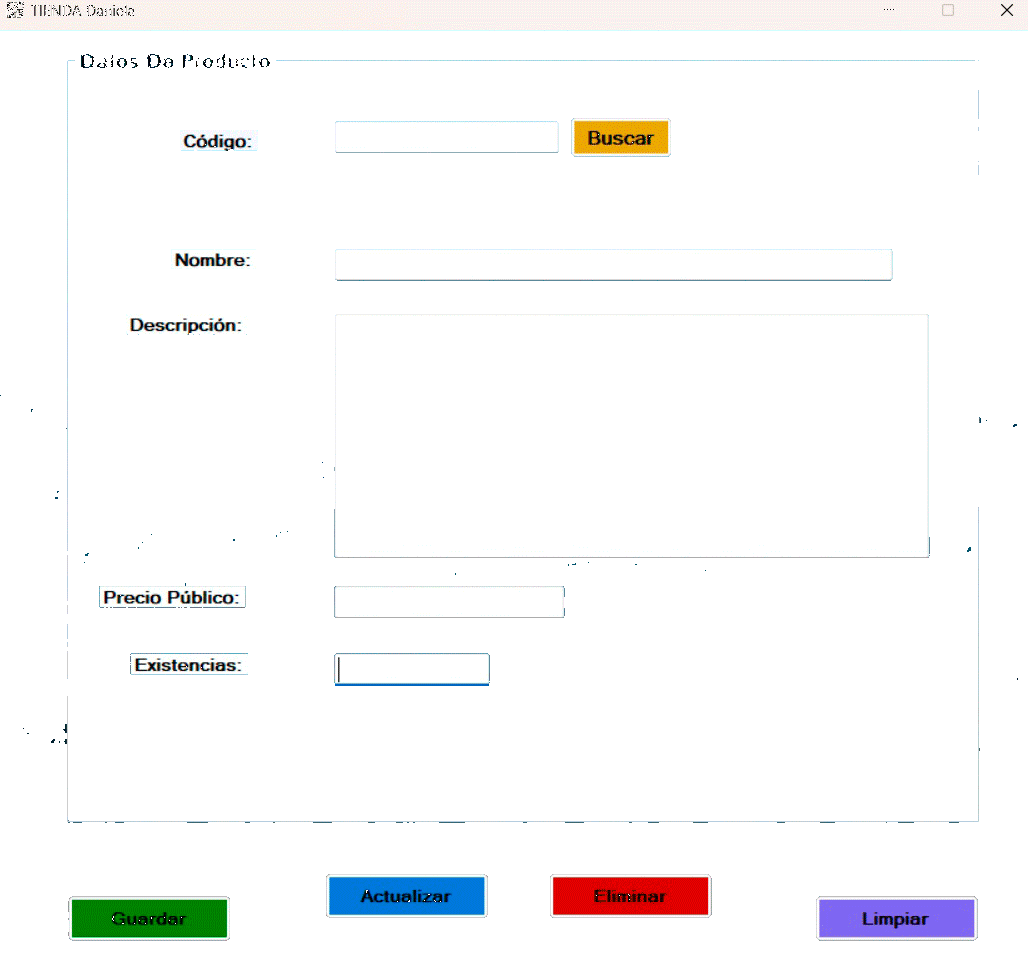 TIENDA Daniela
Datos De Producto
Código:
Buscar
Nombre:
Descripción:
Precio Público:
Existencias:
Actualizar
Eliminar
Guardar
Limpiar